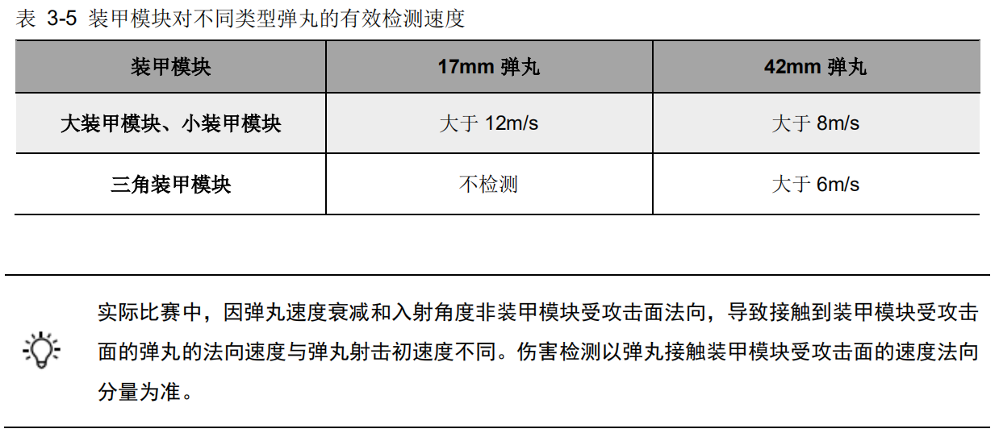 表 3-5 装甲模块对不同类型弹丸的有效检测速度
装甲模块 17mm 弹丸 42mm 弹丸
大装甲模块、小装甲模块 大于 12m/s 大于 8m/s
三角装甲模块 不检测 大于 6m/s
实际比赛中，因弹丸速度衰减和入射角度非装甲模块受攻击面法向，导致接触到装甲模块受攻击
面的弹丸的法向速度与弹丸射击初速度不同。伤害检测以弹丸接触装甲模块受攻击面的速度法向
分量为准。